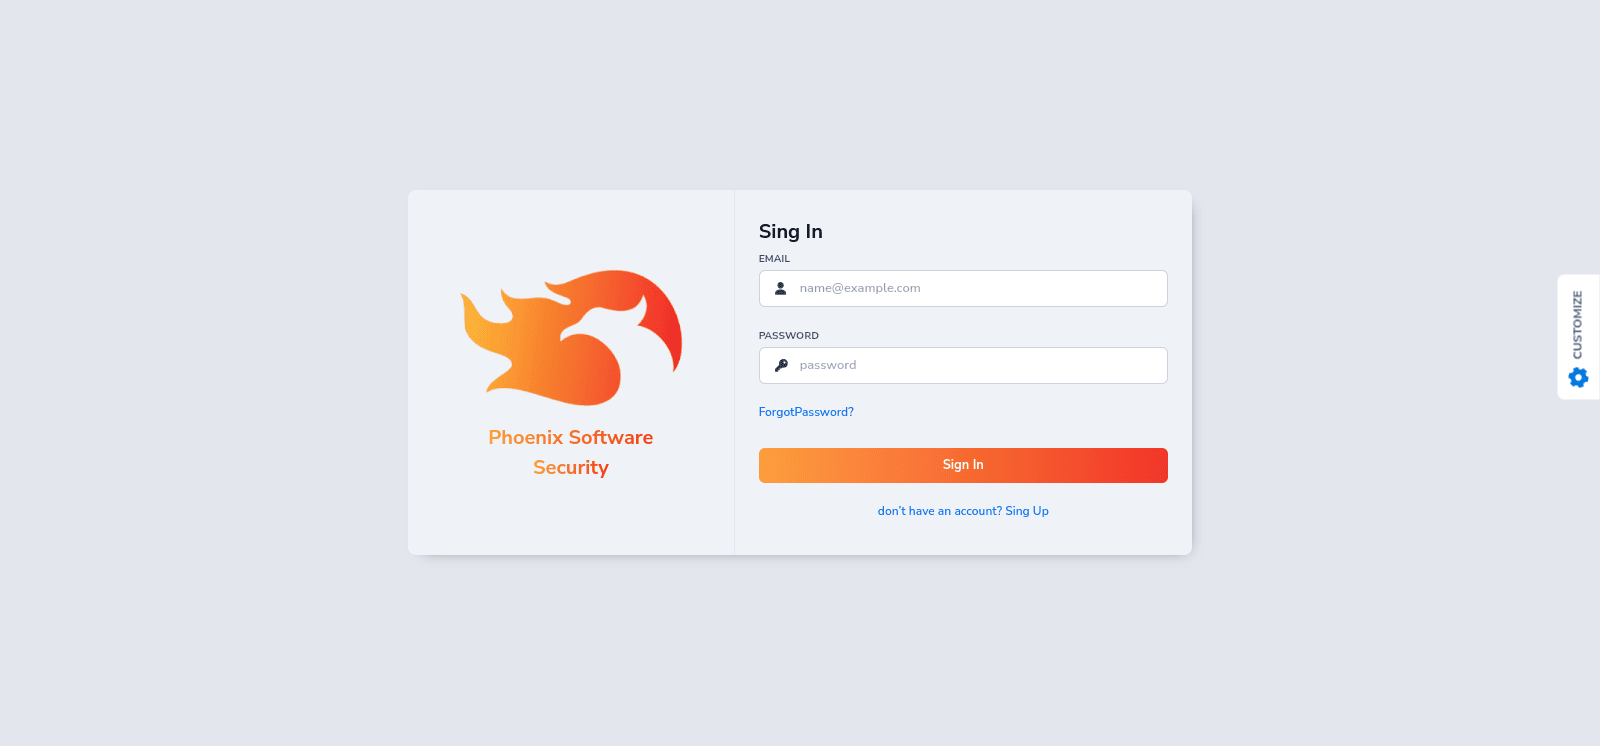 Phoenix Software
Security
Sing In
EMAIL
name@example.com
PASSWORD
password
ForgotPassword?
Sign In
don't have an account? Sing Up
CUSTOMIZE